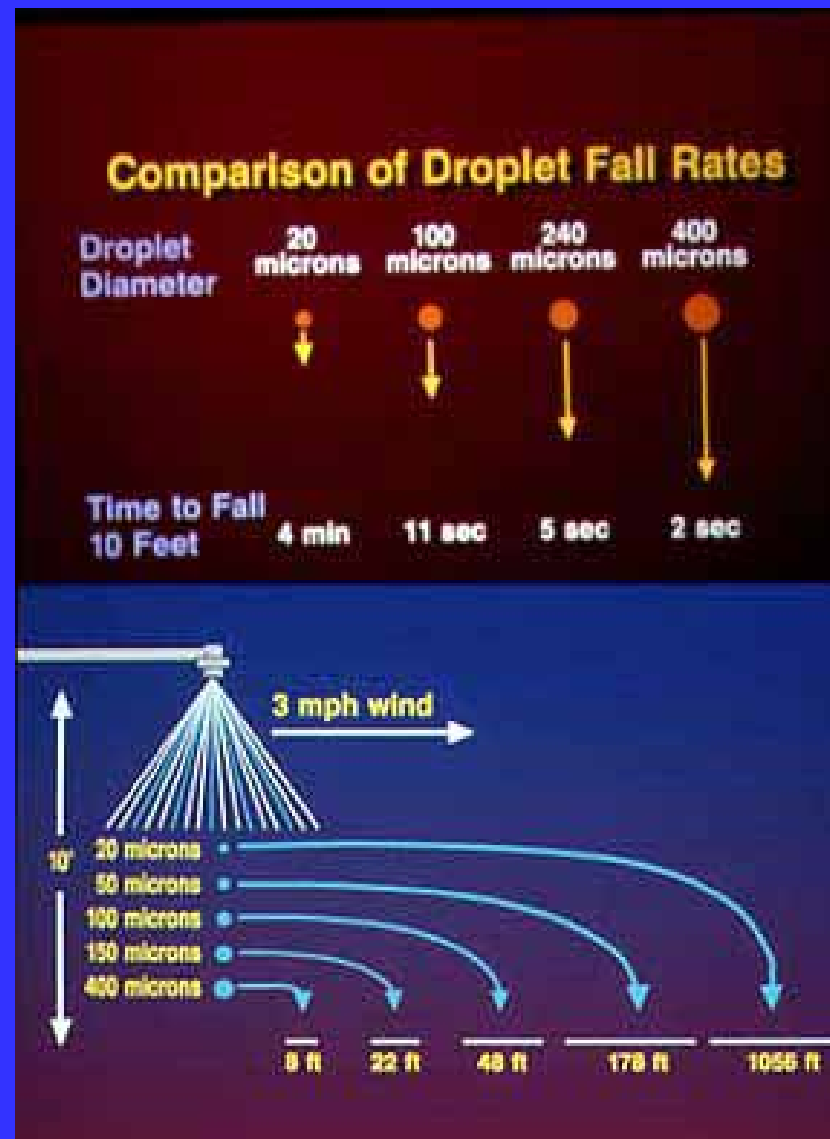 Comparison of Droplet Fall Rates
Droplet Diameter
20 microns
100 microns
240 microns
400 microns
Time to Fall 10 Feet
4 min
11 sec
5 sec
2 sec
3 mph wind
10'
20 microns
50 microns
100 microns
150 microns
400 microns
8 ft
22 ft
48 ft
178 ft
1056 ft